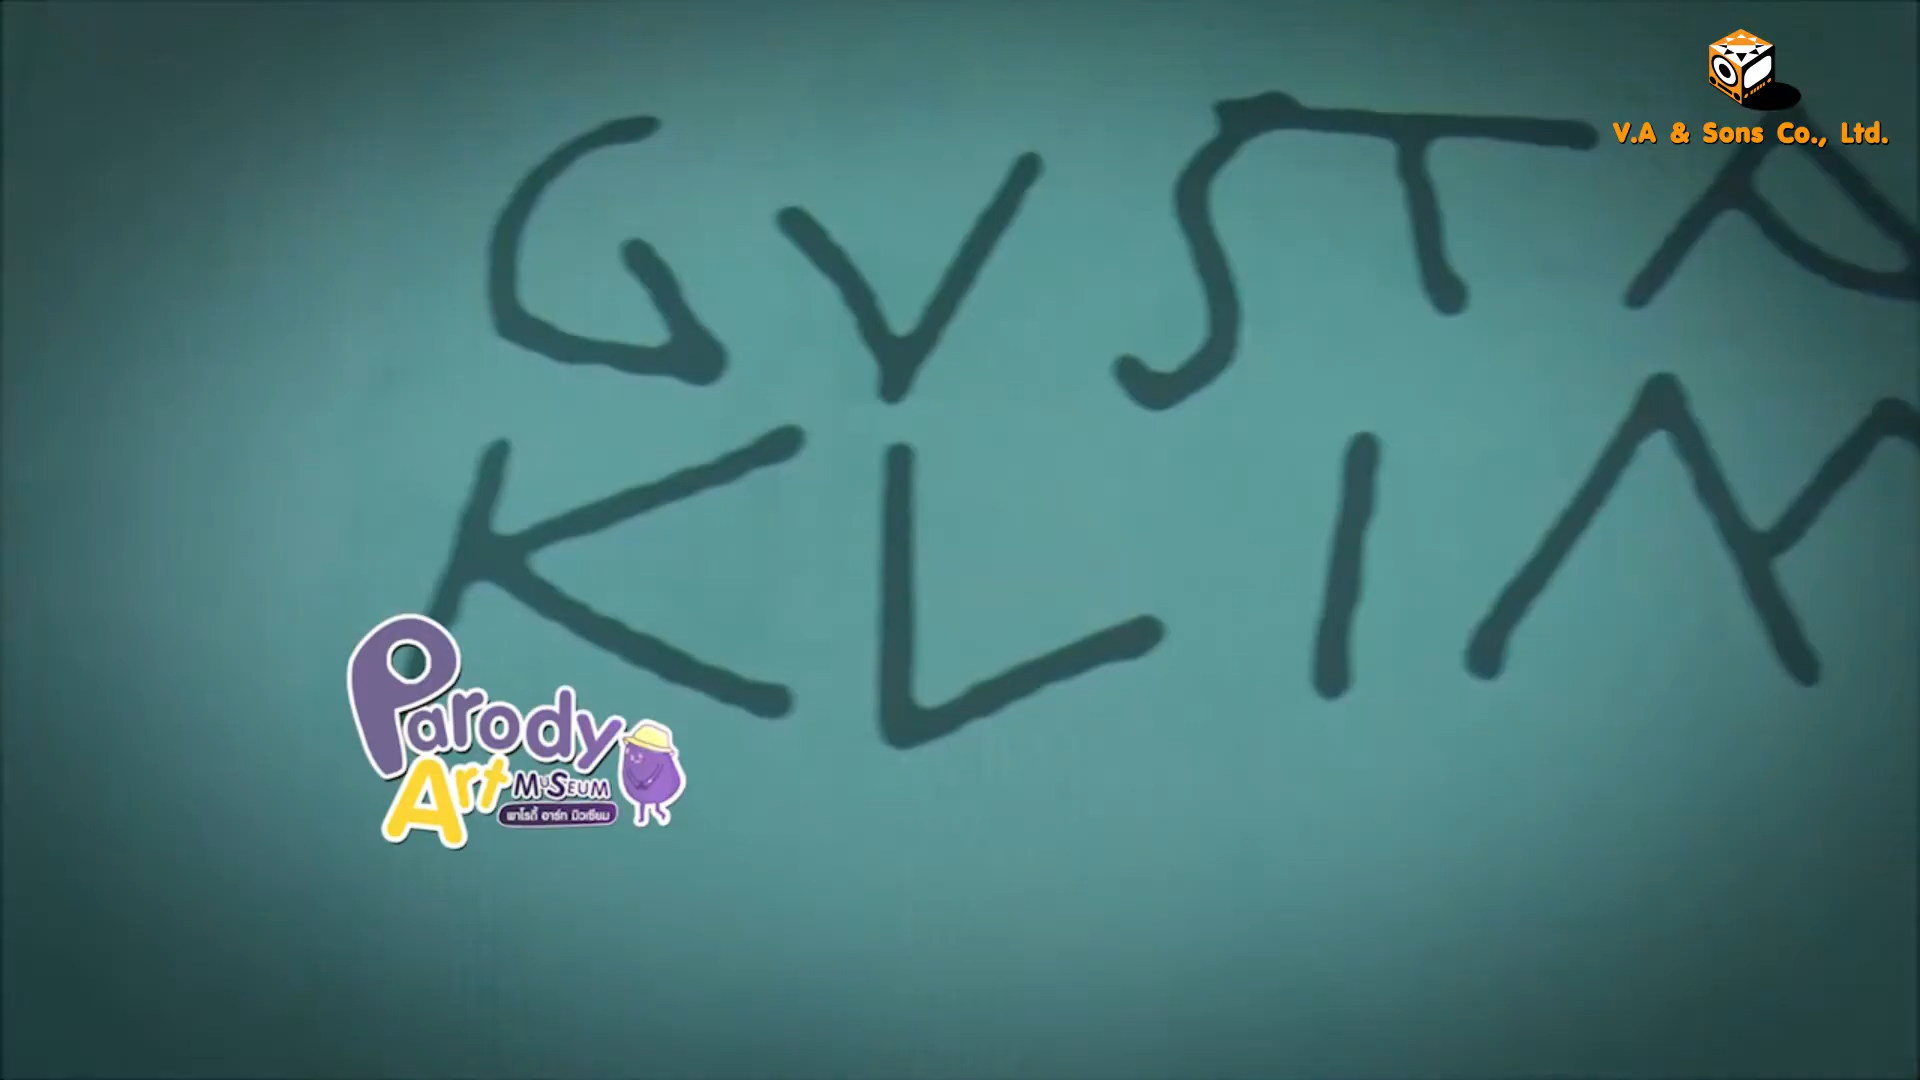 V.A & Sons Co., Ltd.
GVST
KLIM
Parody
Art MUSEUM
พาโรดี้ อาร์ท มิวเซียม